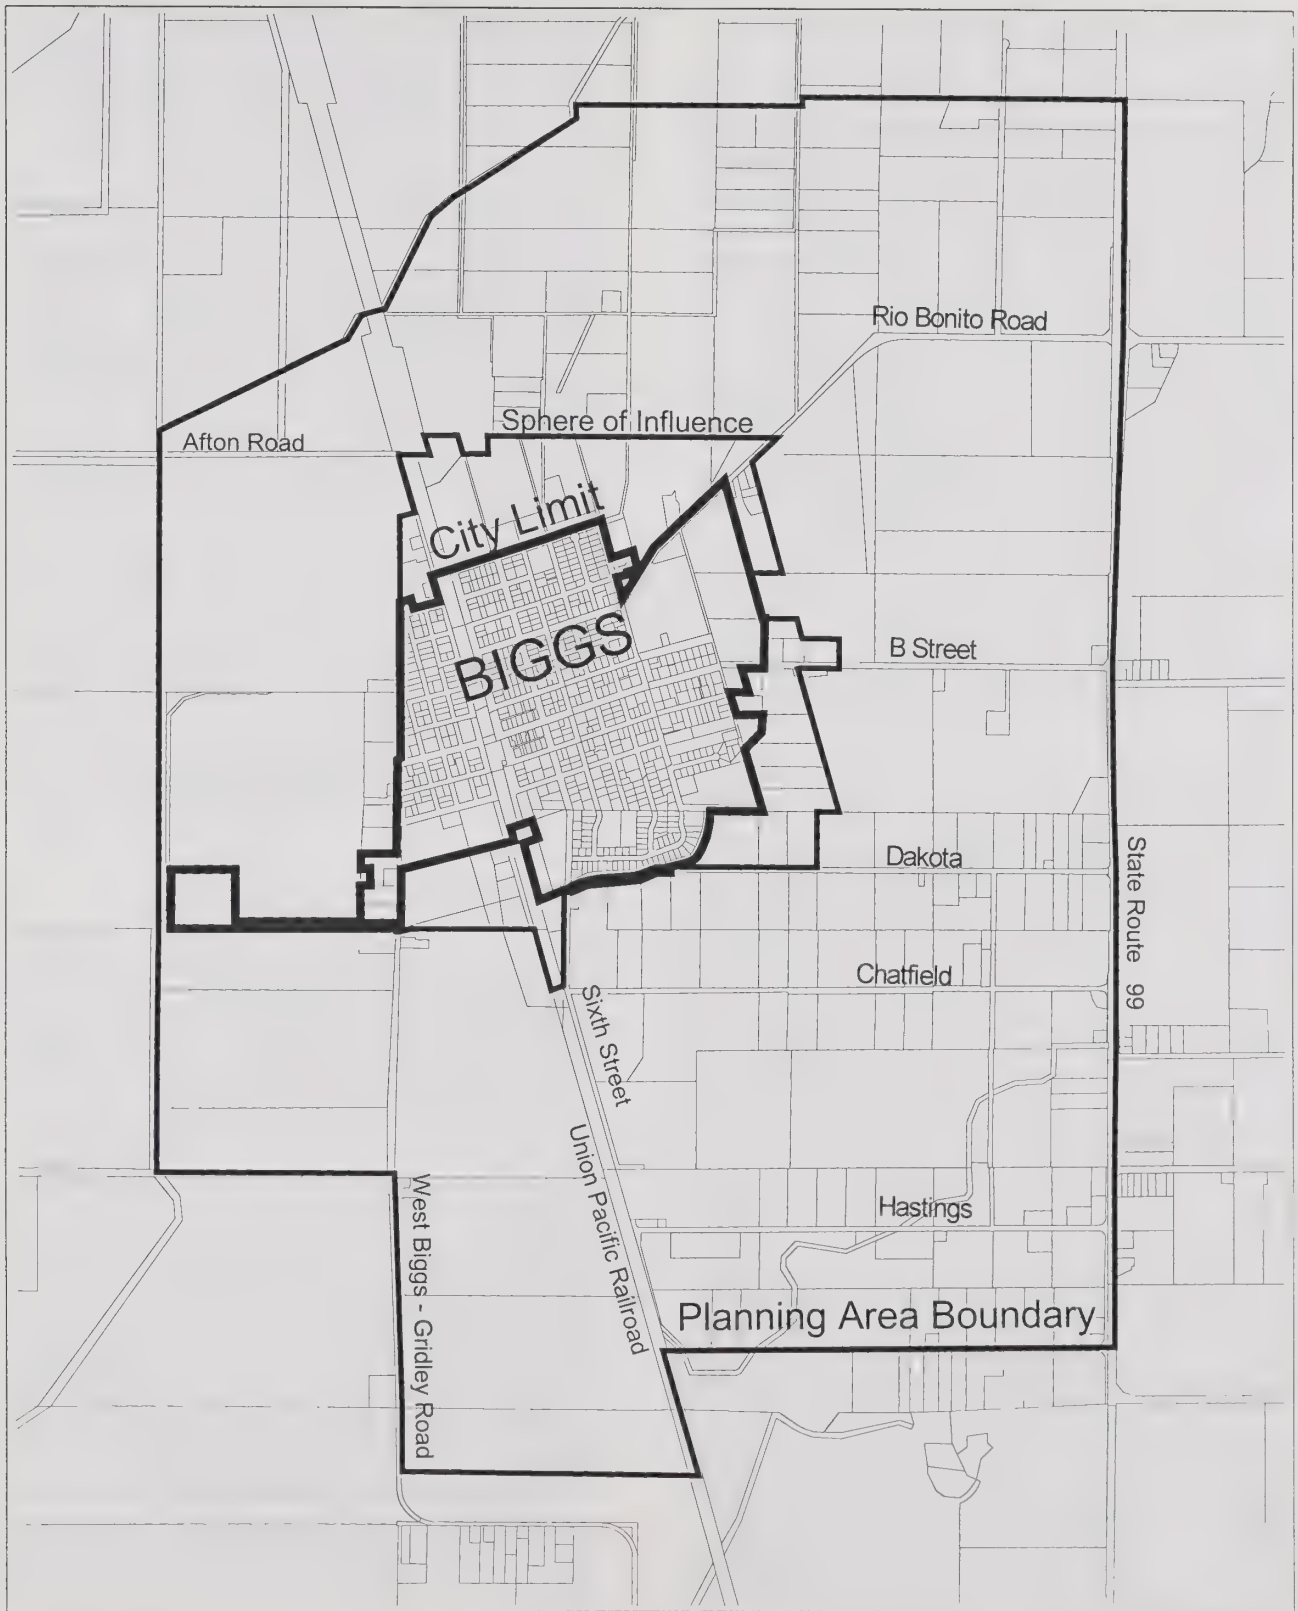 Rio Bonito Road
Sphere of Influence
Afton Road
City Limit
BIGGS
B Street
Dakota
State Route 99
Chatfield
Sixth Street
Union Pacific Railroad
West Biggs - Gridley Road
Hastings
Planning Area Boundary